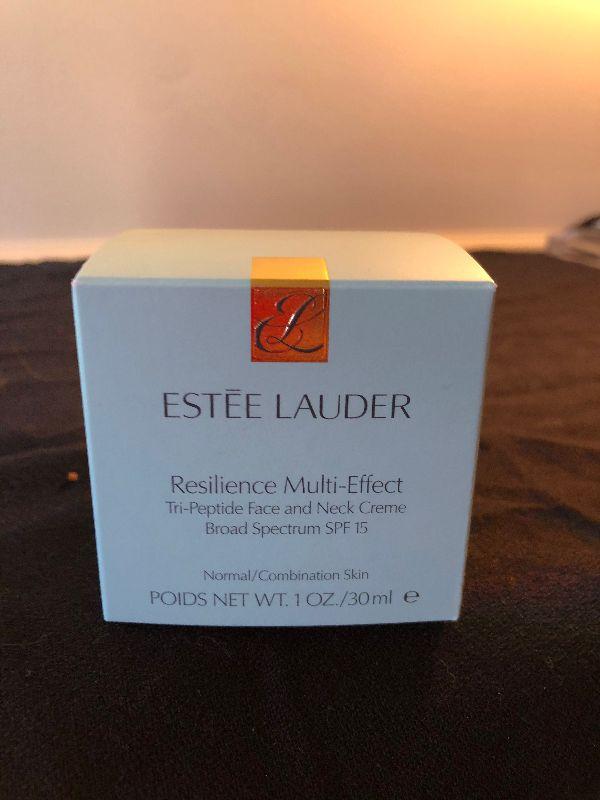 EL
ESTĒE LAUDER
Resilience Multi-Effect
Tri-Peptide Face and Neck Creme
Broad Spectrum SPF 15
Normal/Combination Skin
POIDS NET WT. 1 OZ./30 ml ℮